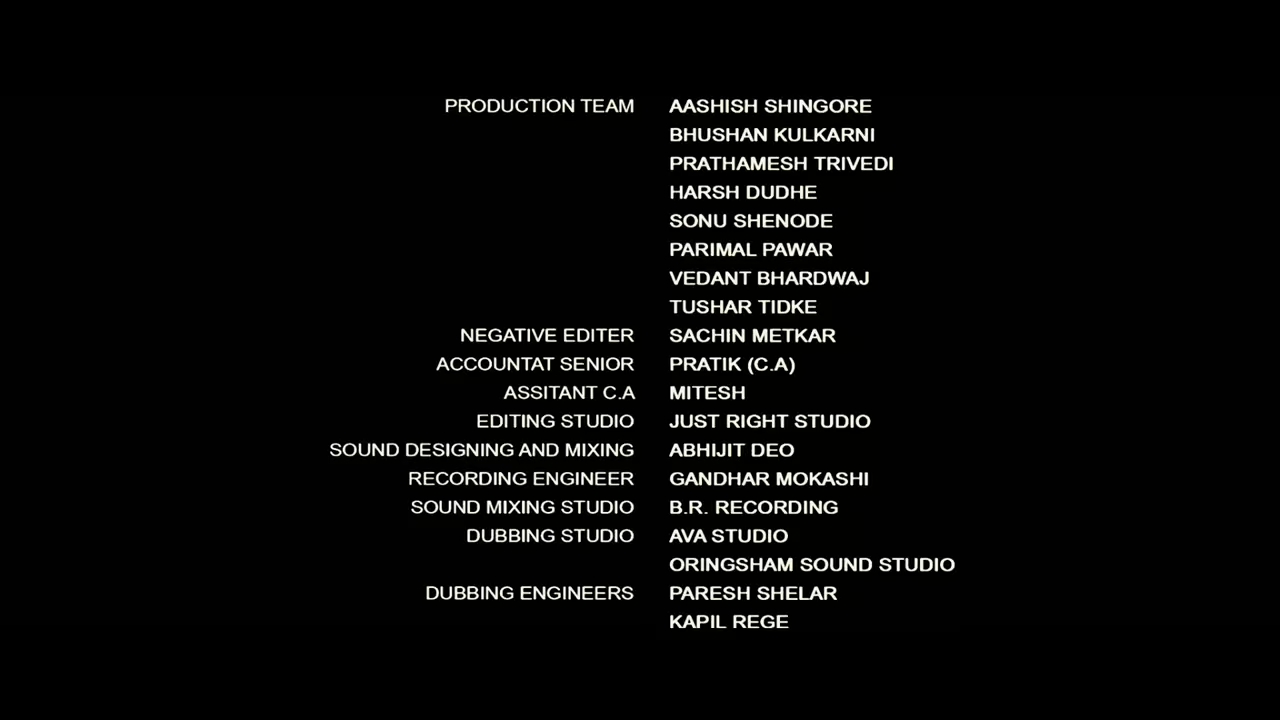 PRODUCTION TEAM AASHISH SHINGORE
BHUSHAN KULKARNI
PRATHAMESH TRIVEDI
HARSH DUDHE
SONU SHENODE
PARIMAL PAWAR
VEDANT BHARDWAJ
TUSHAR TIDKE
NEGATIVE EDITER SACHIN METKAR
ACCOUNTAT SENIOR PRATIK (C.A)
ASSITANT C.A MITESH
EDITING STUDIO JUST RIGHT STUDIO
SOUND DESIGNING AND MIXING ABHIJIT DEO
RECORDING ENGINEER GANDHAR MOKASHI
SOUND MIXING STUDIO B.R. RECORDING
DUBBING STUDIO AVA STUDIO
ORINGSHAM SOUND STUDIO
DUBBING ENGINEERS PARESH SHELAR
KAPIL REGE